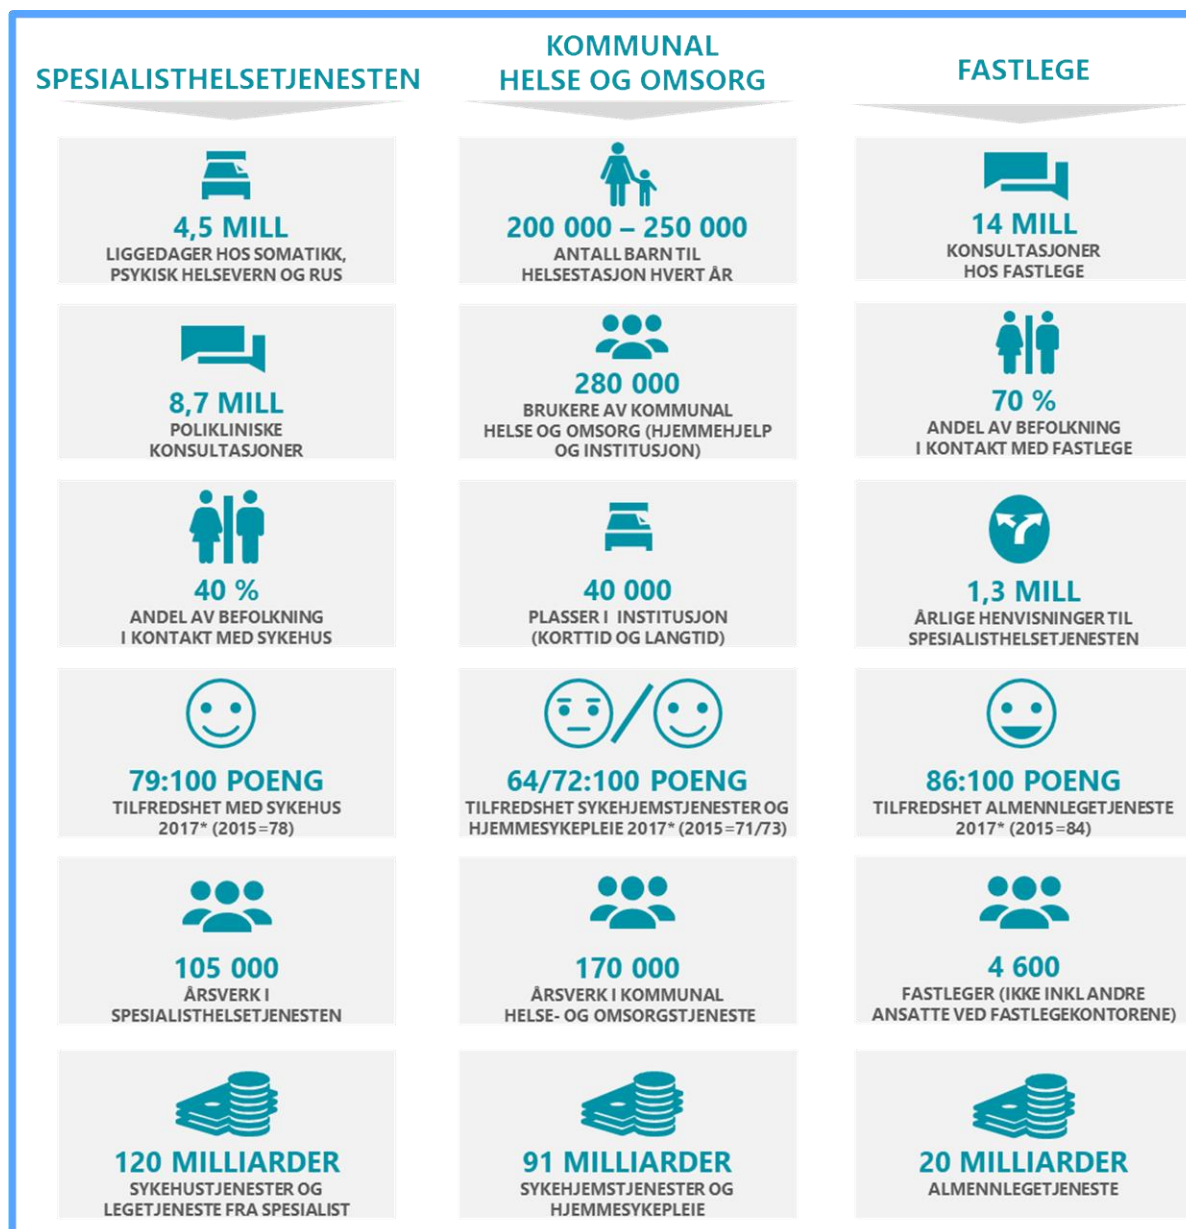 SPESIALISTHELSETJENESTEN
4,5 MILL
LIGGEDAGER HOS SOMATIKK,
PSYKISK HELSEVERN OG RUS
8,7 MILL
POLIKLINISKE
KONSULTASJONER
40 %
ANDEL AV BEFOLKNING
I KONTAKT MED SYKEHUS
79:100 POENG
TILFREDSHET MED SYKEHUS
2017* (2015=78)
105 000
ÅRSVERK I
SPESIALISTHELSETJENESTEN
120 MILLIARDER
SYKEHUSTJENESTER OG
LEGETJENESTE FRA SPESIALIST
KOMMUNAL
HELSE OG OMSORG
200 000 – 250 000
ANTALL BARN TIL
HELSESTASJON HVERT ÅR
280 000
BRUKERE AV KOMMUNAL
HELSE OG OMSORG (HJEMMEHJELP
OG INSTITUSJON)
40 000
PLASSER I INSTITUSJON
(KORTTID OG LANGTID)
64/72:100 POENG
TILFREDSHET SYKEHJEMSTJENESTER OG
HJEMMESYKEPLEIE 2017* (2015=71/73)
170 000
ÅRSVERK I KOMMUNAL
HELSE- OG OMSORGSTJENESTE
91 MILLIARDER
SYKEHJEMSTJENESTER OG
HJEMMESYKEPLEIE
FASTLEGE
14 MILL
KONSULTASJONER
HOS FASTLEGE
70 %
ANDEL AV BEFOLKNING
I KONTAKT MED FASTLEGE
1,3 MILL
ÅRLIGE HENVISNINGER TIL
SPESIALISTHELSETJENESTEN
86:100 POENG
TILFREDSHET ALMENNLEGETJENESTE
2017* (2015=84)
4 600
FASTLEGER (IKKE INKL ANDRE
ANSATTE VED FASTLEGEKONTORENE)
20 MILLIARDER
ALMENNLEGETJENESTE